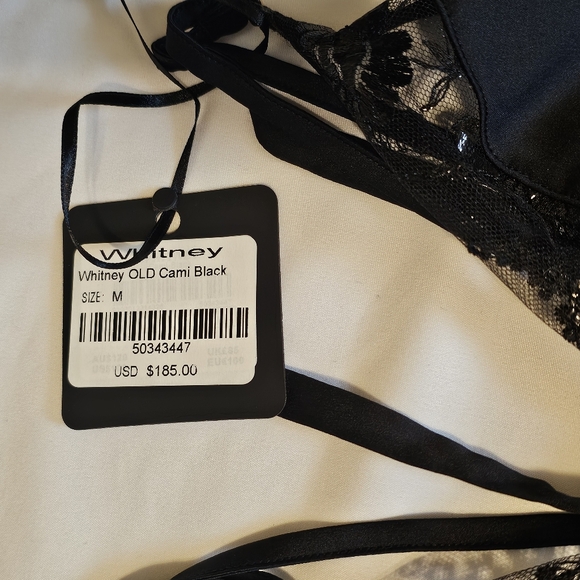 Whitney
Whitney OLD Cami Black
SIZE: M
50343447
USD $185.00